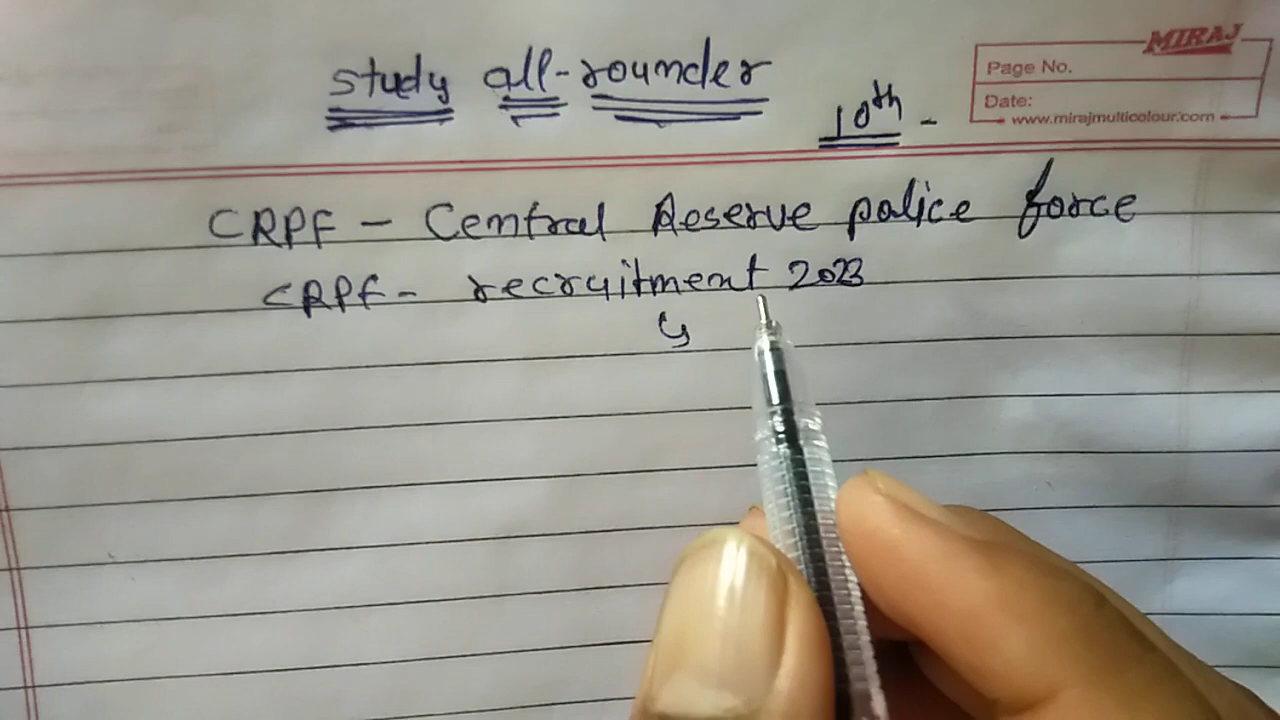 study all-rounder
10th -
MIRAJ
Page No.
Date:
www.mirajmulticolour.com
CRPF - Central Reserve police force
CRPF - recruitment 2023